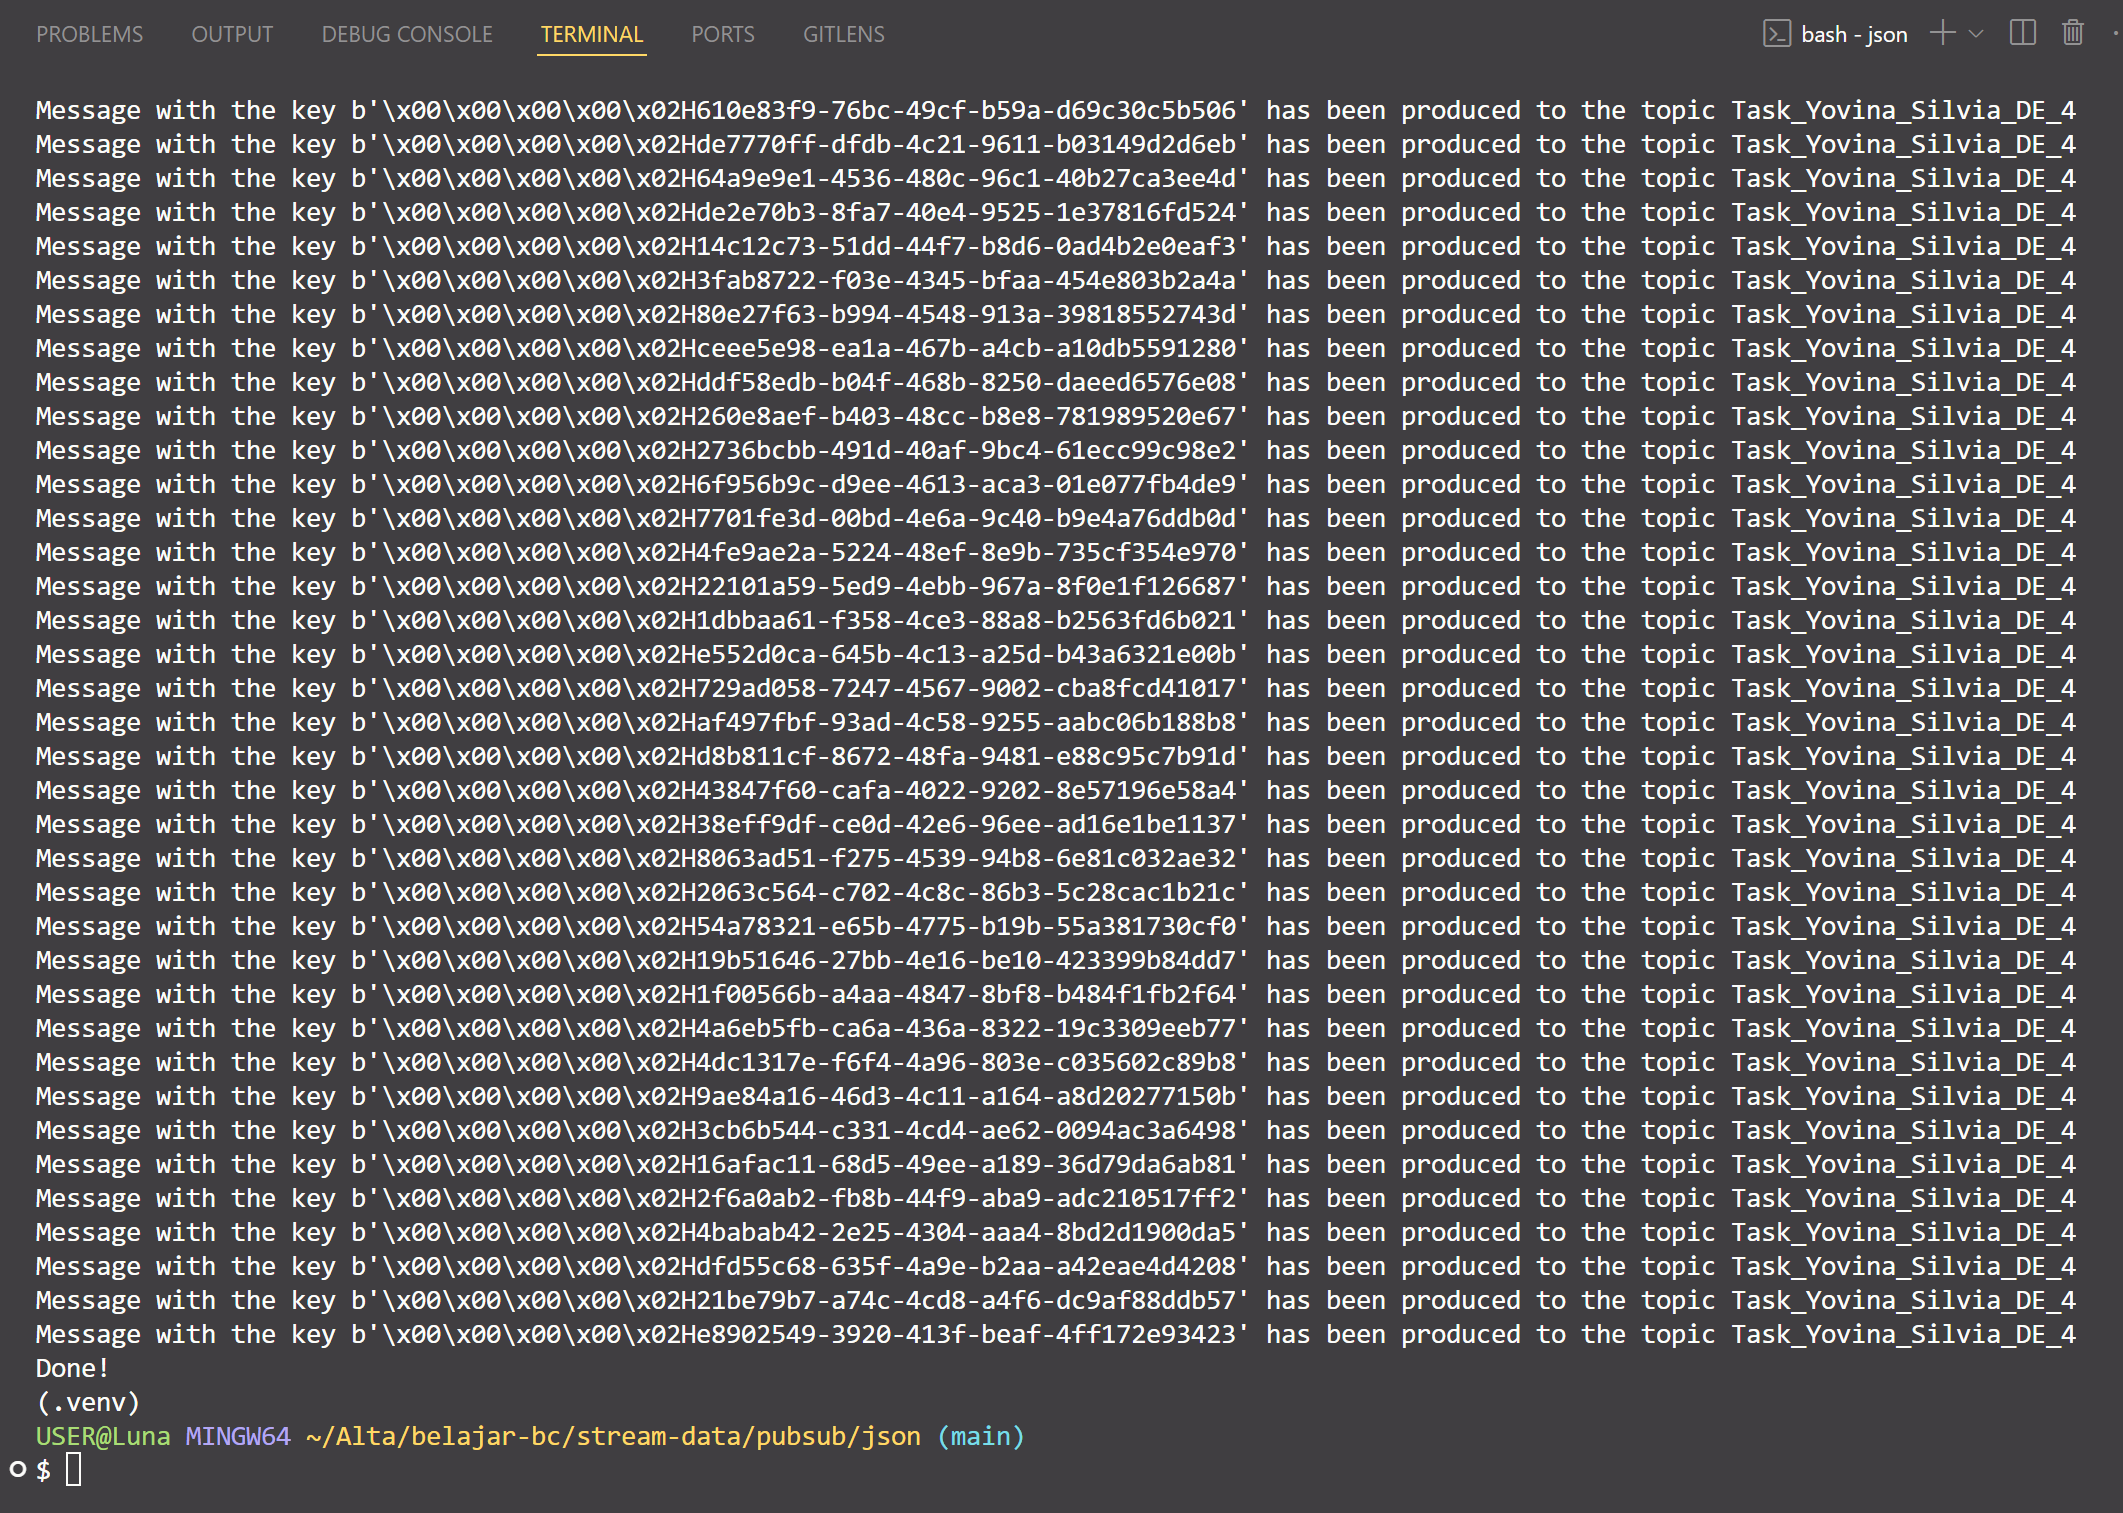 PROBLEMS OUTPUT DEBUG CONSOLE TERMINAL PORTS GITLENS bash - json
Message with the key b'\x00\x00\x00\x00\x02H610e83f9-76bc-49cf-b59a-d69c30c5b506' has been produced to the topic Task_Yovina_Silvia_DE_4
Message with the key b'\x00\x00\x00\x00\x02Hde7770ff-dfdb-4c21-9611-b03149d2d6eb' has been produced to the topic Task_Yovina_Silvia_DE_4
Message with the key b'\x00\x00\x00\x00\x02H64a9e9e1-4536-480c-96c1-40b27ca3ee4d' has been produced to the topic Task_Yovina_Silvia_DE_4
Message with the key b'\x00\x00\x00\x00\x02Hde2e70b3-8fa7-40e4-9525-1e37816fd524' has been produced to the topic Task_Yovina_Silvia_DE_4
Message with the key b'\x00\x00\x00\x00\x02H14c12c73-51dd-44f7-b8d6-0ad4b2e0eaf3' has been produced to the topic Task_Yovina_Silvia_DE_4
Message with the key b'\x00\x00\x00\x00\x02H3fab8722-f03e-4345-bfaa-454e803b2a4a' has been produced to the topic Task_Yovina_Silvia_DE_4
Message with the key b'\x00\x00\x00\x00\x02H80e27f63-b994-4548-913a-39818552743d' has been produced to the topic Task_Yovina_Silvia_DE_4
Message with the key b'\x00\x00\x00\x00\x02Hceee5e98-ea1a-467b-a4cb-a10db5591280' has been produced to the topic Task_Yovina_Silvia_DE_4
Message with the key b'\x00\x00\x00\x00\x02Hddf58edb-b04f-468b-8250-daeed6576e08' has been produced to the topic Task_Yovina_Silvia_DE_4
Message with the key b'\x00\x00\x00\x00\x02H260e8aef-b403-48cc-b8e8-781989520e67' has been produced to the topic Task_Yovina_Silvia_DE_4
Message with the key b'\x00\x00\x00\x00\x02H2736bcbb-491d-40af-9bc4-61ecc99c98e2' has been produced to the topic Task_Yovina_Silvia_DE_4
Message with the key b'\x00\x00\x00\x00\x02H6f956b9c-d9ee-4613-aca3-01e077fb4de9' has been produced to the topic Task_Yovina_Silvia_DE_4
Message with the key b'\x00\x00\x00\x00\x02H7701fe3d-00bd-4e6a-9c40-b9e4a76ddb0d' has been produced to the topic Task_Yovina_Silvia_DE_4
Message with the key b'\x00\x00\x00\x00\x02H4fe9ae2a-5224-48ef-8e9b-735cf354e970' has been produced to the topic Task_Yovina_Silvia_DE_4
Message with the key b'\x00\x00\x00\x00\x02H22101a59-5ed9-4ebb-967a-8f0e1f126687' has been produced to the topic Task_Yovina_Silvia_DE_4
Message with the key b'\x00\x00\x00\x00\x02H1dbbaa61-f358-4ce3-88a8-b2563fd6b021' has been produced to the topic Task_Yovina_Silvia_DE_4
Message with the key b'\x00\x00\x00\x00\x02He552d0ca-645b-4c13-a25d-b43a6321e00b' has been produced to the topic Task_Yovina_Silvia_DE_4
Message with the key b'\x00\x00\x00\x00\x02H729ad058-7247-4567-9002-cba8fcd41017' has been produced to the topic Task_Yovina_Silvia_DE_4
Message with the key b'\x00\x00\x00\x00\x02Haf497fbf-93ad-4c58-9255-aabc06b188b8' has been produced to the topic Task_Yovina_Silvia_DE_4
Message with the key b'\x00\x00\x00\x00\x02Hd8b811cf-8672-48fa-9481-e88c95c7b91d' has been produced to the topic Task_Yovina_Silvia_DE_4
Message with the key b'\x00\x00\x00\x00\x02H43847f60-cafa-4022-9202-8e57196e58a4' has been produced to the topic Task_Yovina_Silvia_DE_4
Message with the key b'\x00\x00\x00\x00\x02H38eff9df-ce0d-42e6-96ee-ad16e1be1137' has been produced to the topic Task_Yovina_Silvia_DE_4
Message with the key b'\x00\x00\x00\x00\x02H8063ad51-f275-4539-94b8-6e81c032ae32' has been produced to the topic Task_Yovina_Silvia_DE_4
Message with the key b'\x00\x00\x00\x00\x02H2063c564-c702-4c8c-86b3-5c28cac1b21c' has been produced to the topic Task_Yovina_Silvia_DE_4
Message with the key b'\x00\x00\x00\x00\x02H54a78321-e65b-4775-b19b-55a381730cf0' has been produced to the topic Task_Yovina_Silvia_DE_4
Message with the key b'\x00\x00\x00\x00\x02H19b51646-27bb-4e16-be10-423399b84dd7' has been produced to the topic Task_Yovina_Silvia_DE_4
Message with the key b'\x00\x00\x00\x00\x02H1f00566b-a4aa-4847-8bf8-b484f1fb2f64' has been produced to the topic Task_Yovina_Silvia_DE_4
Message with the key b'\x00\x00\x00\x00\x02H4a6eb5fb-ca6a-436a-8322-19c3309eeb77' has been produced to the topic Task_Yovina_Silvia_DE_4
Message with the key b'\x00\x00\x00\x00\x02H4dc1317e-f6f4-4a96-803e-c035602c89b8' has been produced to the topic Task_Yovina_Silvia_DE_4
Message with the key b'\x00\x00\x00\x00\x02H9ae84a16-46d3-4c11-a164-a8d20277150b' has been produced to the topic Task_Yovina_Silvia_DE_4
Message with the key b'\x00\x00\x00\x00\x02H3cb6b544-c331-4cd4-ae62-0094ac3a6498' has been produced to the topic Task_Yovina_Silvia_DE_4
Message with the key b'\x00\x00\x00\x00\x02H16afac11-68d5-49ee-a189-36d79da6ab81' has been produced to the topic Task_Yovina_Silvia_DE_4
Message with the key b'\x00\x00\x00\x00\x02H2f6a0ab2-fb8b-44f9-aba9-adc210517ff2' has been produced to the topic Task_Yovina_Silvia_DE_4
Message with the key b'\x00\x00\x00\x00\x02H4babab42-2e25-4304-aaa4-8bd2d1900da5' has been produced to the topic Task_Yovina_Silvia_DE_4
Message with the key b'\x00\x00\x00\x00\x02Hdfd55c68-635f-4a9e-b2aa-a42eae4d4208' has been produced to the topic Task_Yovina_Silvia_DE_4
Message with the key b'\x00\x00\x00\x00\x02H21be79b7-a74c-4cd8-a4f6-dc9af88ddb57' has been produced to the topic Task_Yovina_Silvia_DE_4
Message with the key b'\x00\x00\x00\x00\x02He8902549-3920-413f-beaf-4ff172e93423' has been produced to the topic Task_Yovina_Silvia_DE_4
Done!
(.venv)
USER@Luna MINGW64 ~/Alta/belajar-bc/stream-data/pubsub/json (main)
$